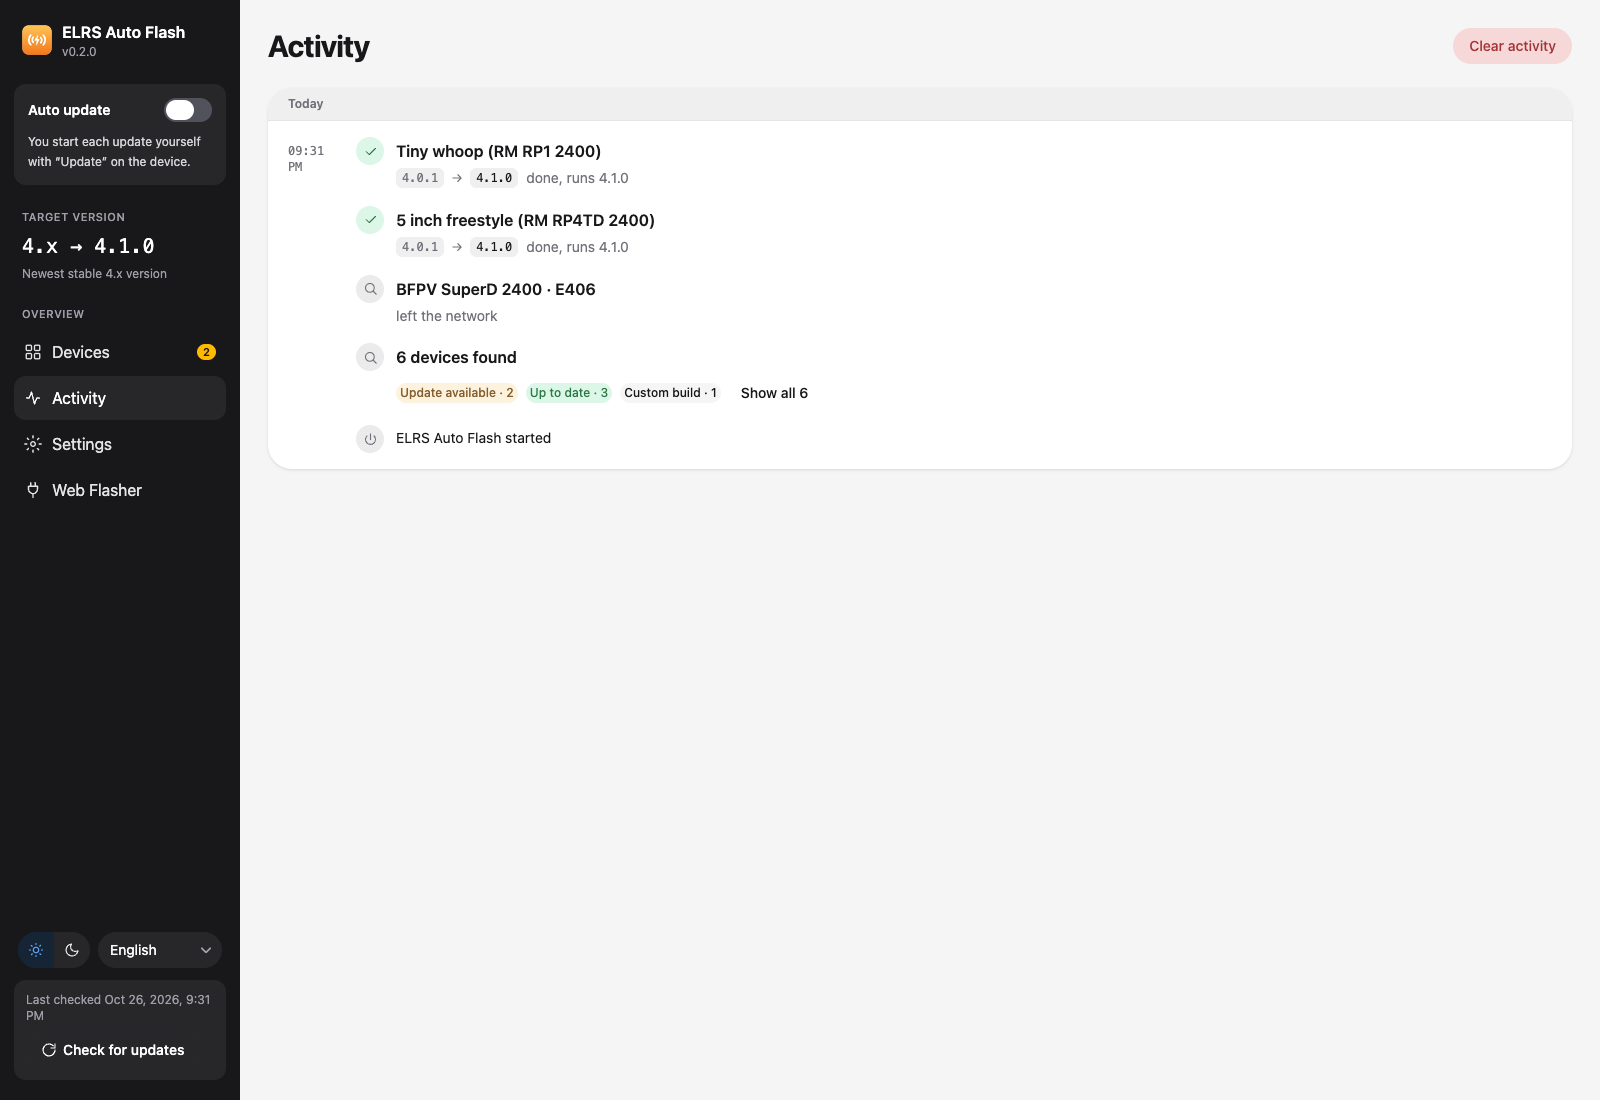 ELRS Auto Flash
v0.2.0
Auto update
You start each update yourself
with "Update" on the device.
TARGET VERSION
4.x → 4.1.0
Newest stable 4.x version
OVERVIEW
Devices 2
Activity
Settings
Web Flasher
English
Last checked Oct 26, 2026, 9:31
PM
Check for updates
Activity
Clear activity
Today
09:31
PM
Tiny whoop (RM RP1 2400)
4.0.1 → 4.1.0 done, runs 4.1.0
5 inch freestyle (RM RP4TD 2400)
4.0.1 → 4.1.0 done, runs 4.1.0
BFPV SuperD 2400 · E406
left the network
6 devices found
Update available · 2 Up to date · 3 Custom build · 1 Show all 6
ELRS Auto Flash started